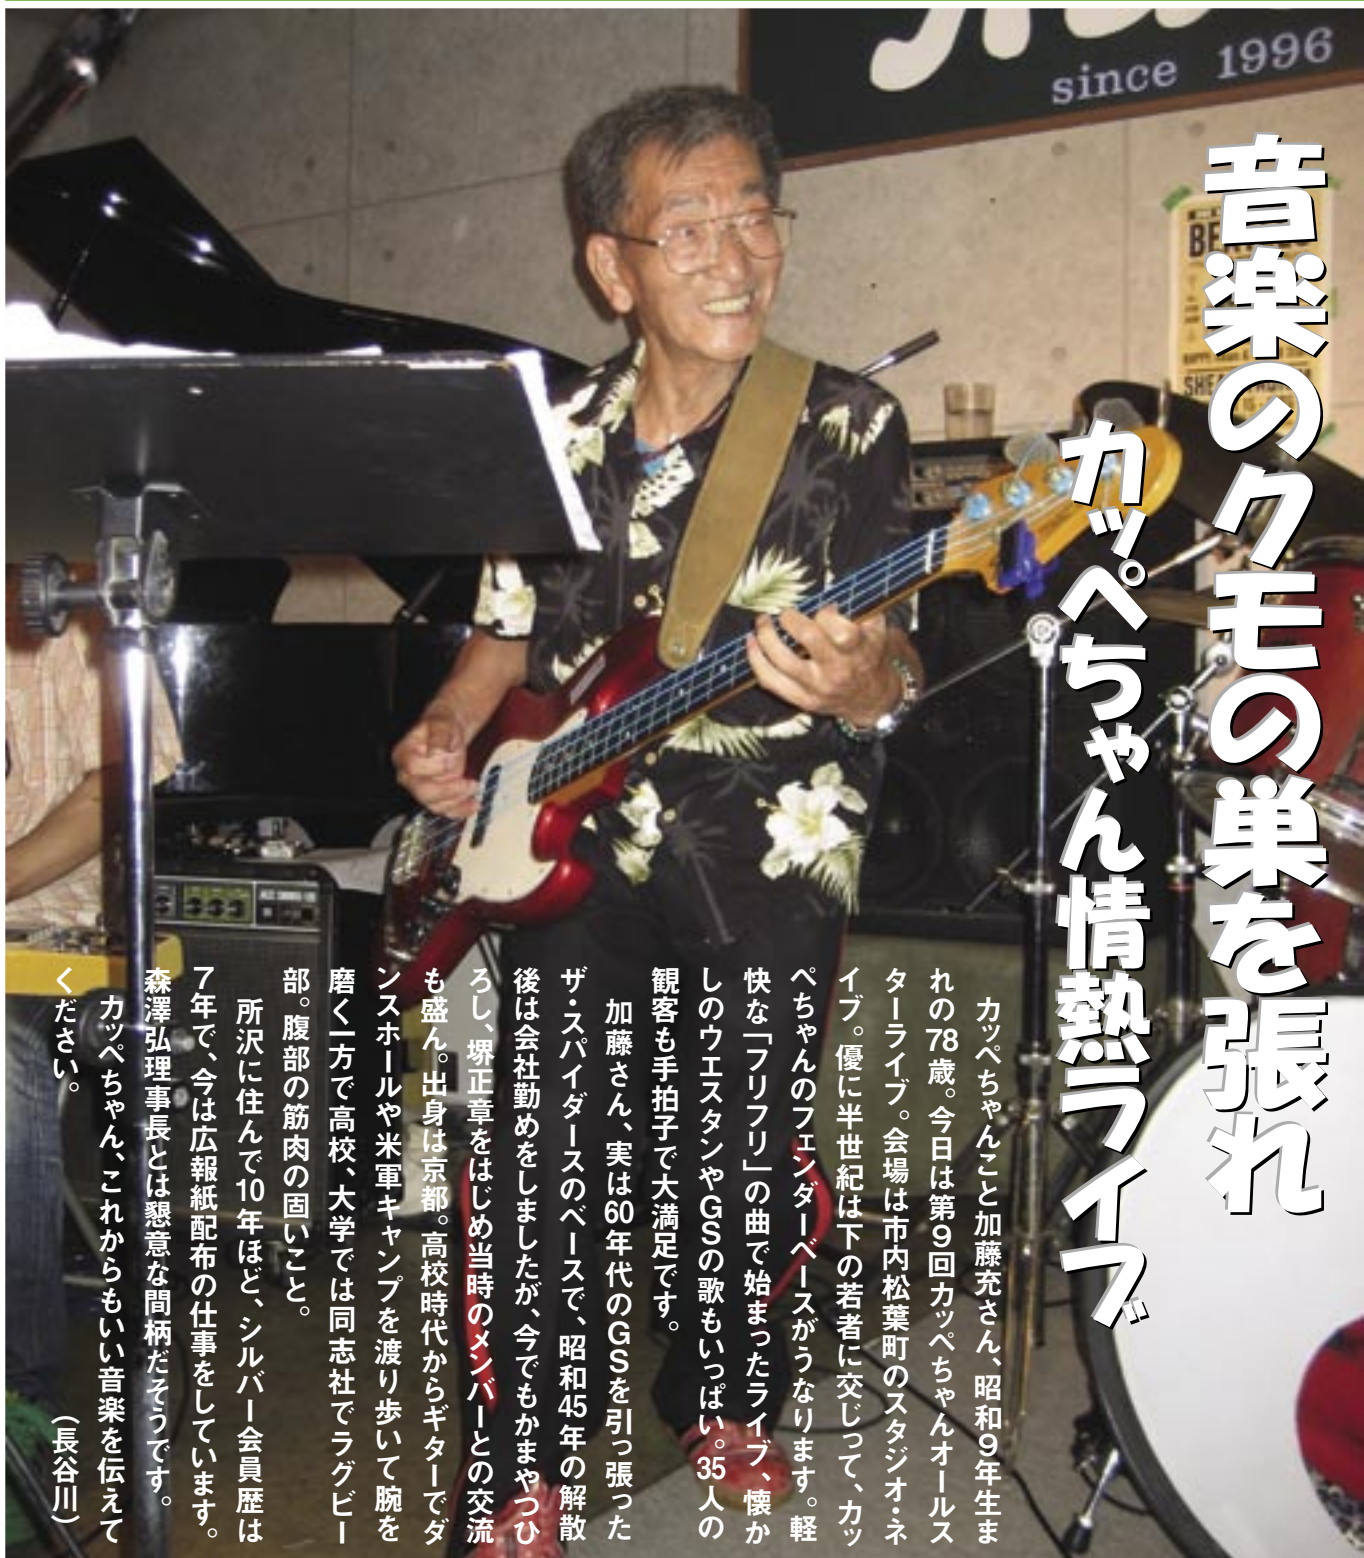 音楽のクモの巣を張れ
カッペちゃん情熱ライブ
カッペちゃんこと加藤充さん、昭和9年生ま
れの78歳。今日は第9回カッペちゃんオールス
ターライブ。会場は市内松葉町のスタジオ・ネ
イブ。優に半世紀は下の若者に交じって、カッ
ペちゃんのフェンダーベースがうなります。軽
快な「フリフリ」の曲で始まったライブ、懐か
しのウエスタンやGSの歌もいっぱい。35人の
観客も手拍子で大満足です。
加藤さん、実は60年代のGSを引っ張った
ザ・スパイダースのベースで、昭和45年の解散
後は会社勤めをしましたが、今でもかまやつひ
ろし、堺正章をはじめ当時のメンバーとの交流
も盛ん。出身は京都。高校時代からギターでダ
ンスホールや米軍キャンプを渡り歩いて腕を
磨く一方で高校、大学では同志社でラグビー
部。腹部の筋肉の固いこと。
所沢に住んで10年ほど、シルバー会員歴は
7年で、今は広報紙配布の仕事をしています。
森澤弘理事長とは懇意な間柄だそうです。
カッペちゃん、これからもいい音楽を伝えて
ください。
（長谷川）
since 1996